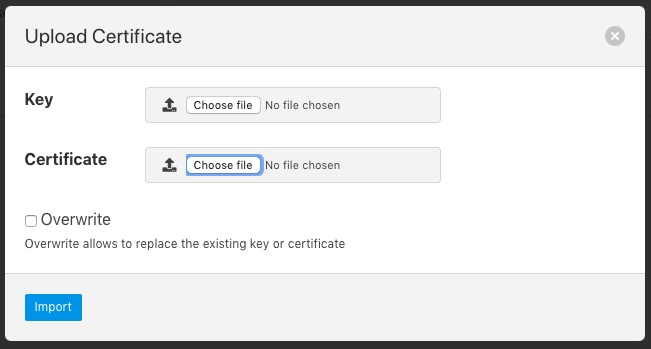 Upload Certificate
Key
Choose file No file chosen
Certificate
Choose file No file chosen
Overwrite
Overwrite allows to replace the existing key or certificate
Import